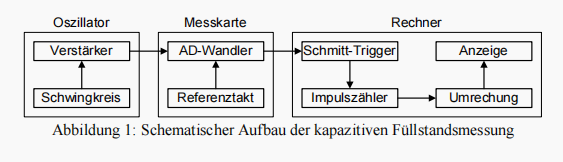 Oszillator Messkarte Rechner
Verstärker AD-Wandler Schmitt-Trigger Anzeige
Schwingkreis Referenztakt Impulszähler Umrechung
Abbildung 1: Schematischer Aufbau der kapazitiven Füllstandsmessung